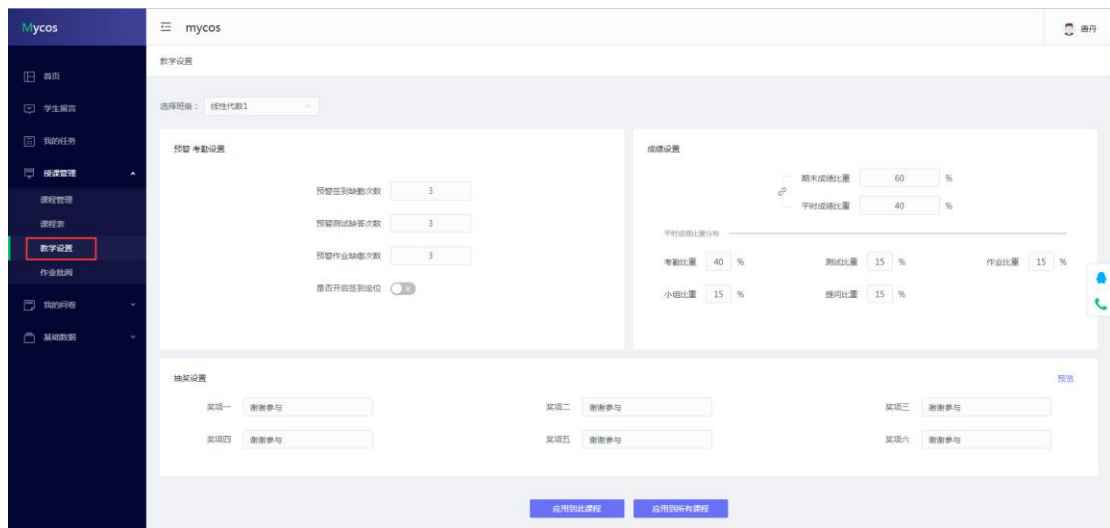 Mycos
mycos
唐丹
首页
学生留言
我的任务
授课管理
课程管理
课程表
教学设置
作业批阅
我的问卷
基础数据
教学设置
选择班级： 线性代数1
预警 考勤设置
预警签到缺勤次数 3
预警测试缺答次数 3
预警作业缺缴次数 3
是否开启签到定位
成绩设置
期末成绩比重 60 %
平时成绩比重 40 %
平时成绩比重分布
考勤比重 40 % 测试比重 15 % 作业比重 15 %
小组比重 15 % 提问比重 15 %
抽奖设置 预览
奖项一 谢谢参与 奖项二 谢谢参与 奖项三 谢谢参与
奖项四 谢谢参与 奖项五 谢谢参与 奖项六 谢谢参与
应用到此课程 应用到所有课程